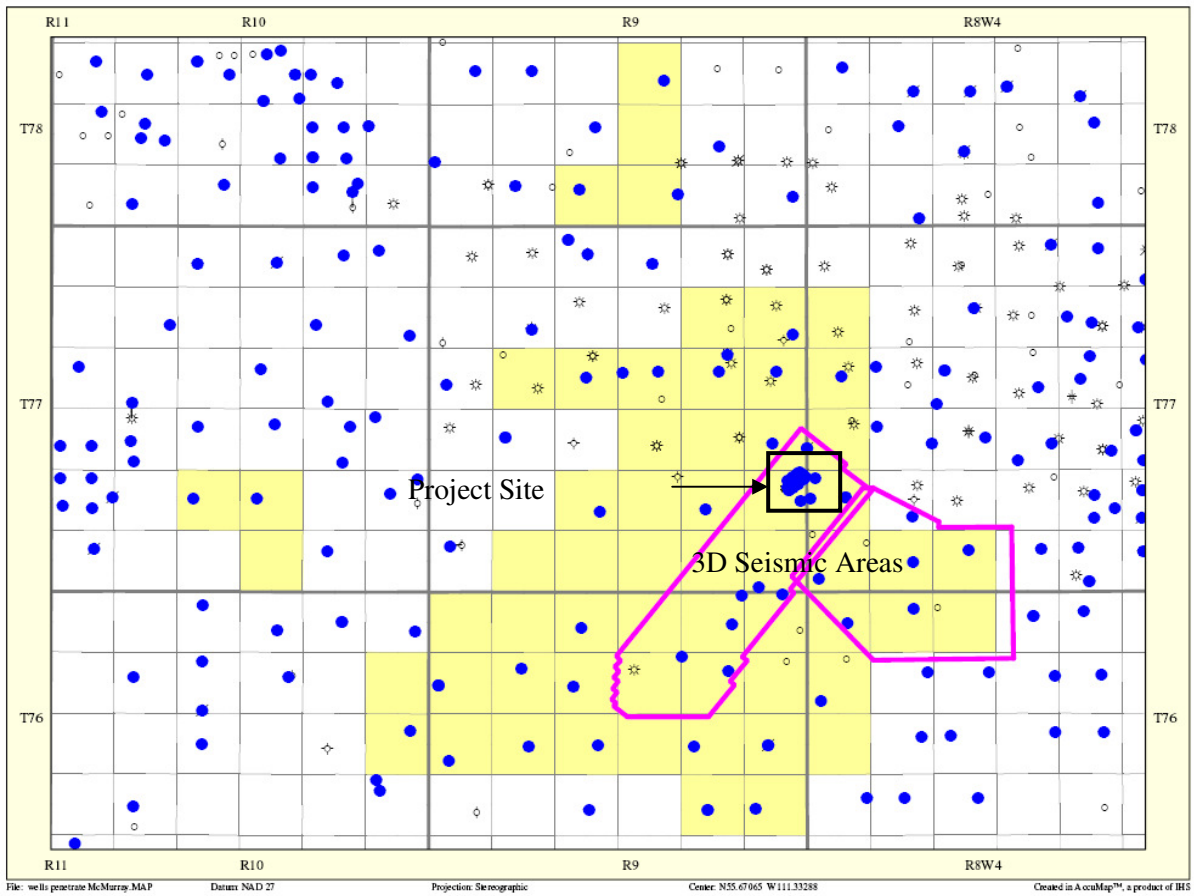 R11 R10 R9 R8W4
T78 T78
T77 T77
Project Site
3D Seismic Areas
T76 T76
R11 R10 R9 R8W4
File: wells penetrate McMurray.MAP Datum: NAD 27 Projection: Stereographic Center: N55.67065 W111.33288 Created in AccuMap™, a product of IHS